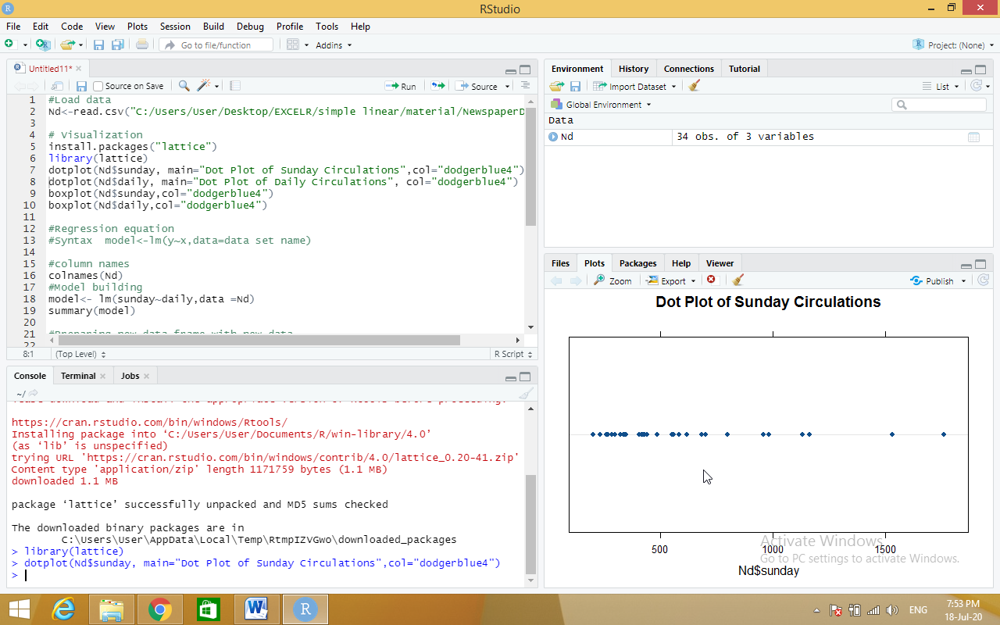 RStudio
File Edit Code View Plots Session Build Debug Profile Tools Help
Go to file/function Addins Project: (None)
Untitled11*
Source on Save Run Source
1 #Load data
2 Nd<-read.csv("C:/Users/User/Desktop/EXCELR/simple linear/material/NewspaperD
3
4 # Visualization
5 install.packages("lattice")
6 library(lattice)
7 dotplot(Nd$sunday, main="Dot Plot of Sunday Circulations",col="dodgerblue4")
8 dotplot(Nd$daily, main="Dot Plot of Daily Circulations", col="dodgerblue4")
9 boxplot(Nd$sunday,col="dodgerblue4")
10 boxplot(Nd$daily,col="dodgerblue4")
11
12 #Regression equation
13 #Syntax  model<-lm(y~x,data=data set name)
14
15 #column names
16 colnames(Nd)
17 #Model building
18 model<- lm(sunday~daily,data =Nd)
19 summary(model)
20
21 #Preparing new data frame with new data
22
8:1 (Top Level) R Script
Console Terminal Jobs
~/
https://cran.rstudio.com/bin/windows/Rtools/
Installing package into ‘C:/Users/User/Documents/R/win-library/4.0’
(as ‘lib’ is unspecified)
trying URL 'https://cran.rstudio.com/bin/windows/contrib/4.0/lattice_0.20-41.zip'
Content type 'application/zip' length 1171759 bytes (1.1 MB)
downloaded 1.1 MB
package ‘lattice’ successfully unpacked and MD5 sums checked
The downloaded binary packages are in
C:\Users\User\AppData\Local\Temp\RtmpIZVGwo\downloaded_packages
> library(lattice)
> dotplot(Nd$sunday, main="Dot Plot of Sunday Circulations",col="dodgerblue4")
>
Environment History Connections Tutorial
Import Dataset List
Global Environment
Data
Nd 34 obs. of 3 variables
Files Plots Packages Help Viewer
Zoom Export Publish
Dot Plot of Sunday Circulations
500 1000 1500
Nd$sunday
Activate Windows
Go to PC settings to activate Windows.
ENG
7:53 PM
18-Jul-20